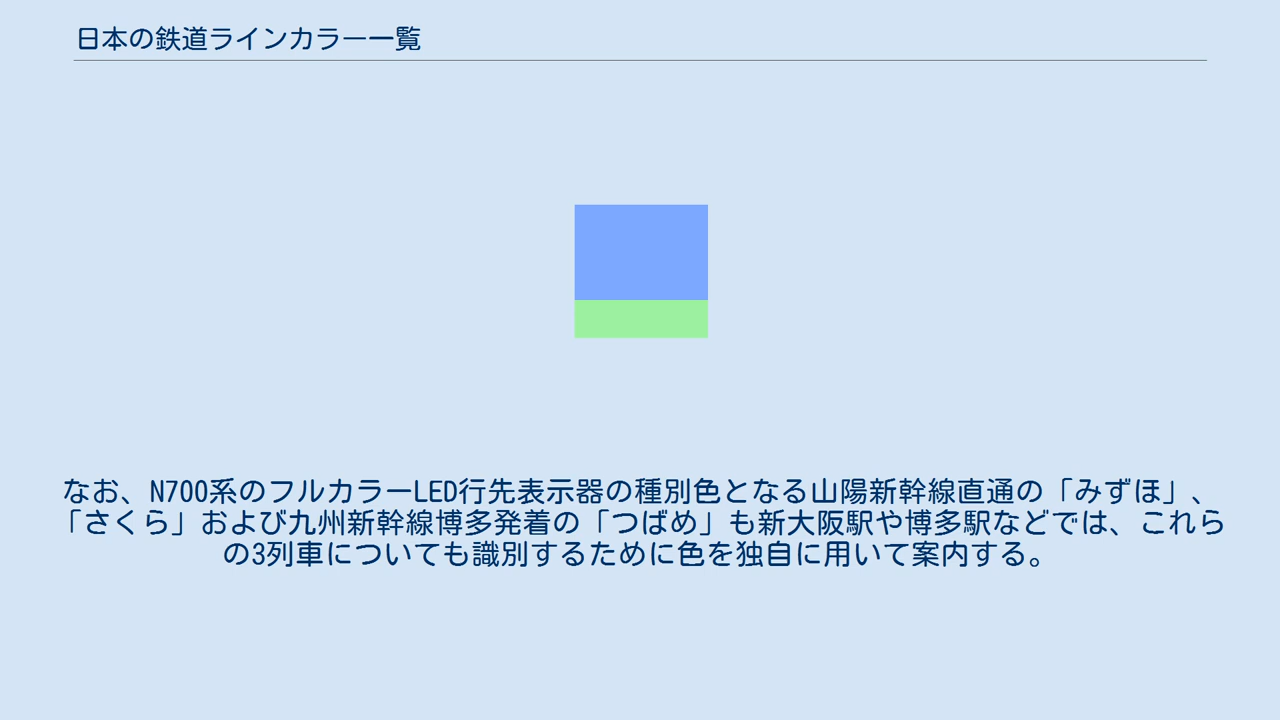 日本の鉄道ラインカラー一覧
なお、N700系のフルカラーLED行先表示器の種別色となる山陽新幹線直通の「みずほ」、
「さくら」および九州新幹線博多発着の「つばめ」も新大阪駅や博多駅などでは、これら
の3列車についても識別するために色を独自に用いて案内する。